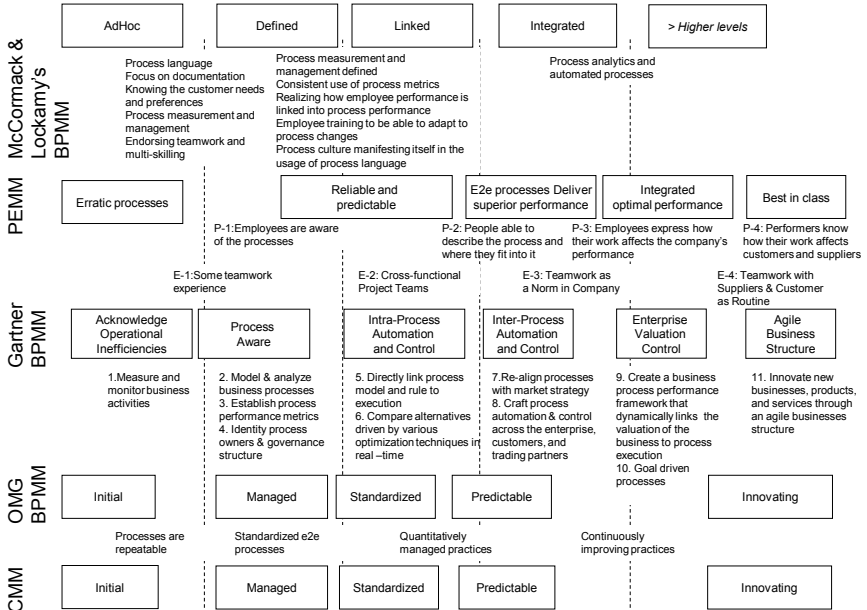 McCormack &
Lockamy's
BPMM
AdHoc
Defined
Linked
Integrated
> Higher levels
Process language
Focus on documentation
Knowing the customer needs
and preferences
Process measurement and
management
Endorsing teamwork and
multi-skilling
Process measurement and
management defined
Consistent use of process metrics
Realizing how employee performance is
linked into process performance
Employee training to be able to adapt to
process changes
Process culture manifesting itself in the
usage of process language
Process analytics and
automated processes
PEMM
Erratic processes
Reliable and
predictable
E2e processes Deliver
superior performance
Integrated
optimal performance
Best in class
P-1:Employees are aware
of the processes
P-2: People able to
describe the process and
where they fit into it
P-3: Employees express how
their work affects the company's
performance
P-4: Performers know
how their work affects
customers and suppliers
E-1:Some teamwork
experience
E-2: Cross-functional
Project Teams
E-3: Teamwork as
a Norm in Company
E-4: Teamwork with
Suppliers & Customer
as Routine
Gartner
BPMM
Acknowledge
Operational
Inefficiencies
Process
Aware
Intra-Process
Automation
and Control
Inter-Process
Automation
and Control
Enterprise
Valuation
Control
Agile
Business
Structure
1.Measure and
monitor business
activities
2. Model & analyze
business processes
3. Establish process
performance metrics
4. Identity process
owners & governance
structure
5. Directly link process
model and rule to
execution
6. Compare alternatives
driven by various
optimization techniques in
real –time
7.Re-align processes
with market strategy
8. Craft process
automation & control
across the enterprise,
customers, and
trading partners
9. Create a business
process performance
framework that
dynamically links the
valuation of the
business to process
execution
10. Goal driven
processes
11. Innovate new
businesses, products,
and services through
an agile businesses
structure
OMG
BPMM
Initial
Managed
Standardized
Predictable
Innovating
Processes are
repeatable
Standardized e2e
processes
Quantitatively
managed practices
Continuously
improving practices
CMM
Initial
Managed
Standardized
Predictable
Innovating